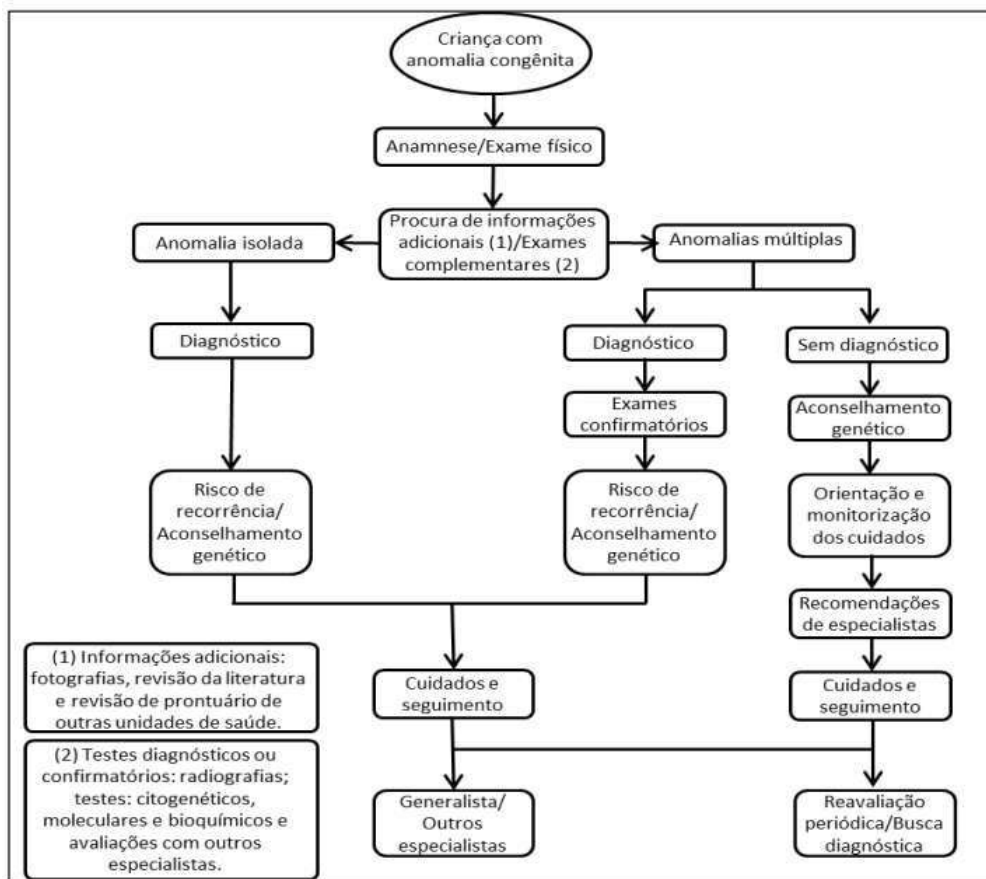 Criança com
anomalia congênita
Anamnese/Exame físico
Procura de informações
adicionais (1)/Exames
complementares (2)
Anomalia isolada
Anomalias múltiplas
Diagnóstico
Diagnóstico
Sem diagnóstico
Exames
confirmatórios
Aconselhamento
genético
Risco de
recorrência/
Aconselhamento
genético
Risco de
recorrência/
Aconselhamento
genético
Orientação e
monitorização
dos cuidados
Recomendações
de especialistas
(1) Informações adicionais:
fotografias, revisão da literatura
e revisão de prontuário de
outras unidades de saúde.
Cuidados e
seguimento
Cuidados e
seguimento
(2) Testes diagnósticos ou
confirmatórios: radiografias;
testes: citogenéticos,
moleculares e bioquímicos e
avaliações com outros
especialistas.
Generalista/
Outros
especialistas
Reavaliação
periódica/Busca
diagnóstica